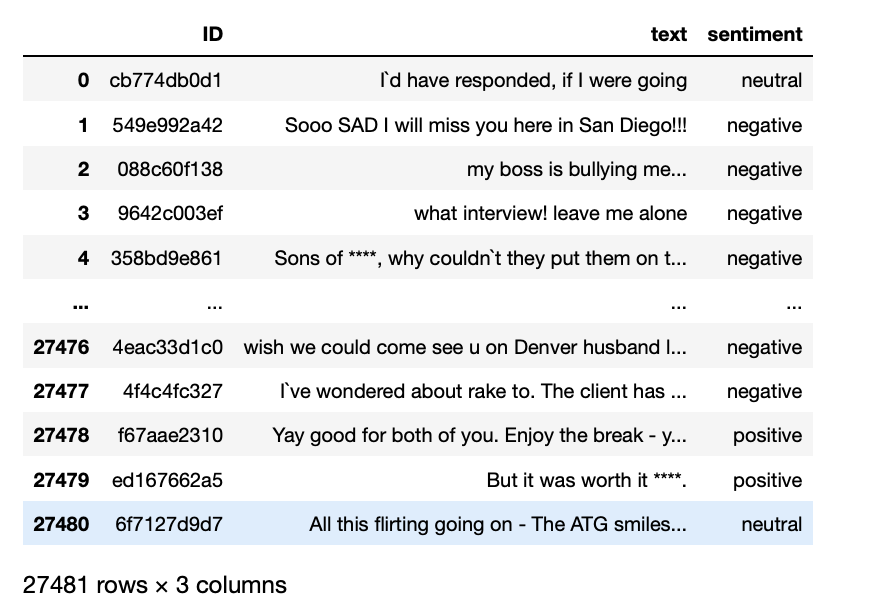 ID text sentiment
0 cb774db0d1 I`d have responded, if I were going neutral
1 549e992a42 Sooo SAD I will miss you here in San Diego!!! negative
2 088c60f138 my boss is bullying me... negative
3 9642c003ef what interview! leave me alone negative
4 358bd9e861 Sons of ****, why couldn`t they put them on t... negative
... ... ... ...
27476 4eac33d1c0 wish we could come see u on Denver husband l... negative
27477 4f4c4fc327 I`ve wondered about rake to. The client has ... negative
27478 f67aae2310 Yay good for both of you. Enjoy the break - y... positive
27479 ed167662a5 But it was worth it ****. positive
27480 6f7127d9d7 All this flirting going on - The ATG smiles... neutral
27481 rows × 3 columns